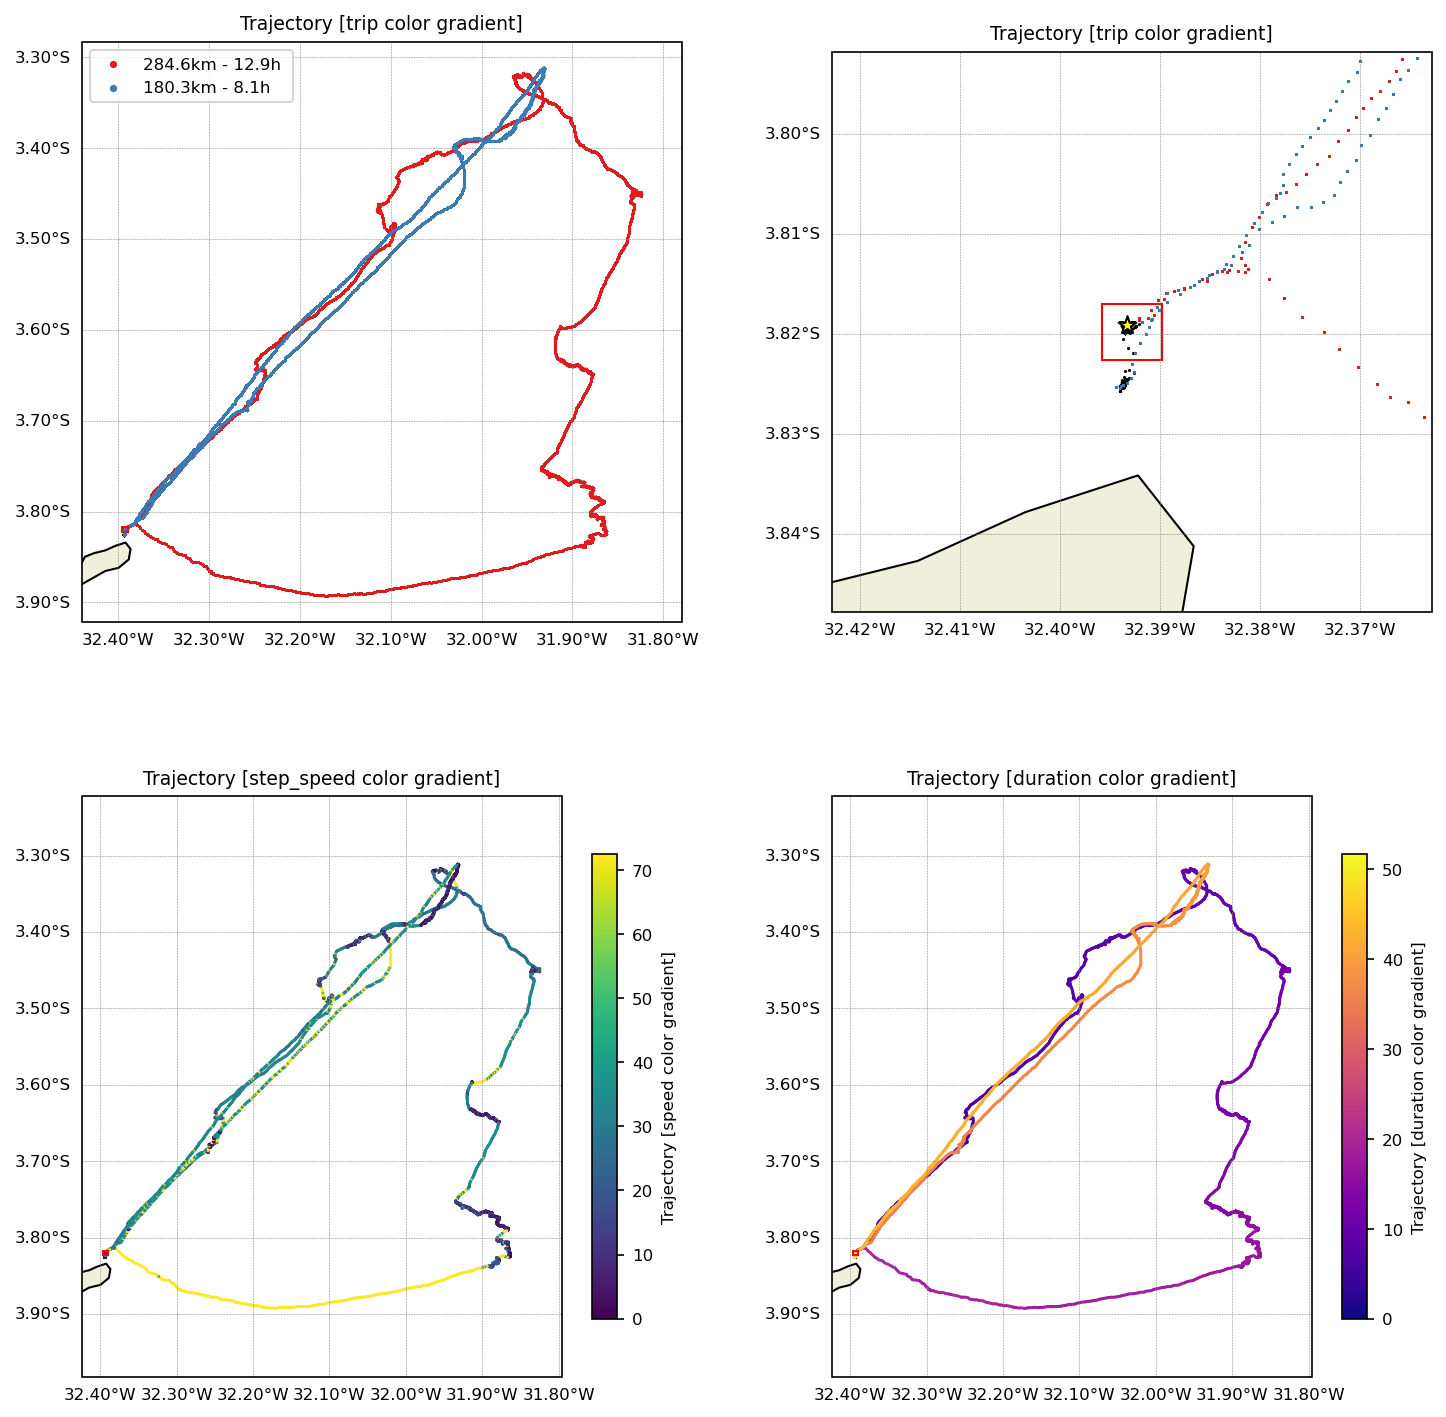 Trajectory [trip color gradient]
284.6km - 12.9h
180.3km - 8.1h
3.30°S
3.40°S
3.50°S
3.60°S
3.70°S
3.80°S
3.90°S
32.40°W 32.30°W 32.20°W 32.10°W 32.00°W 31.90°W 31.80°W
Trajectory [trip color gradient]
3.80°S
3.81°S
3.82°S
3.83°S
3.84°S
32.42°W 32.41°W 32.40°W 32.39°W 32.38°W 32.37°W
Trajectory [step_speed color gradient]
3.30°S
3.40°S
3.50°S
3.60°S
3.70°S
3.80°S
3.90°S
32.40°W 32.30°W 32.20°W 32.10°W 32.00°W 31.90°W 31.80°W
70
60
50
40
30
20
10
0
Trajectory [speed color gradient]
Trajectory [duration color gradient]
3.30°S
3.40°S
3.50°S
3.60°S
3.70°S
3.80°S
3.90°S
32.40°W 32.30°W 32.20°W 32.10°W 32.00°W 31.90°W 31.80°W
50
40
30
20
10
0
Trajectory [duration color gradient]